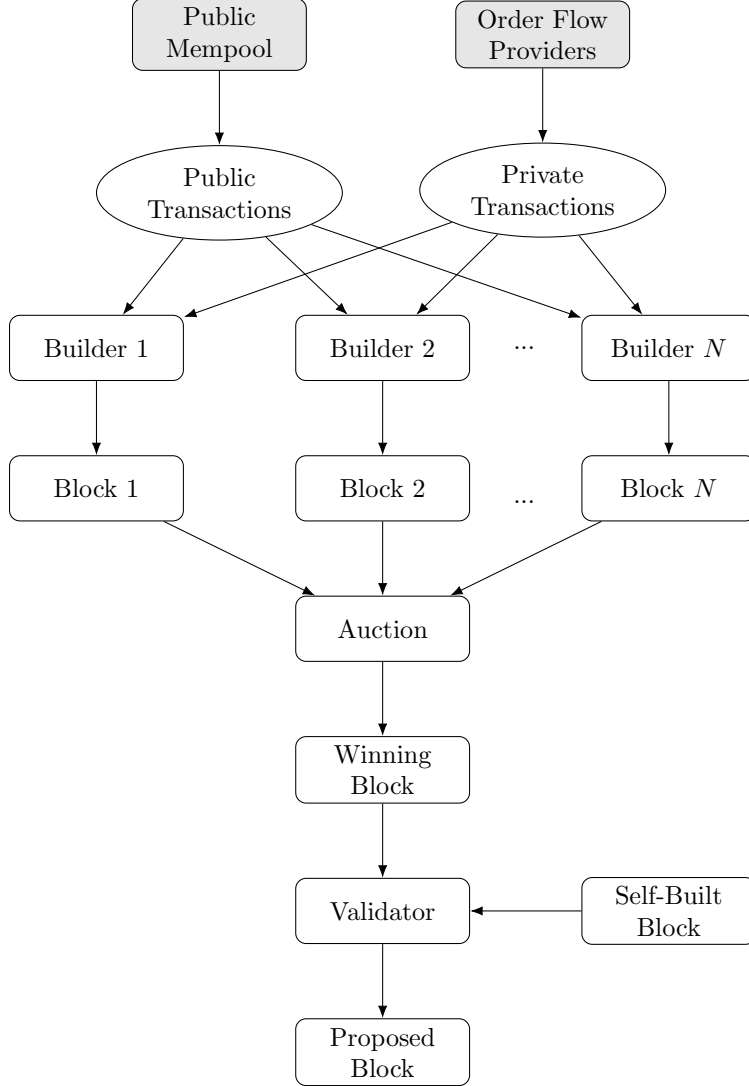 Public
Mempool
Order Flow
Providers
Public
Transactions
Private
Transactions
Builder 1
Builder 2
...
Builder N
Block 1
Block 2
...
Block N
Auction
Winning
Block
Validator
Self-Built
Block
Proposed
Block